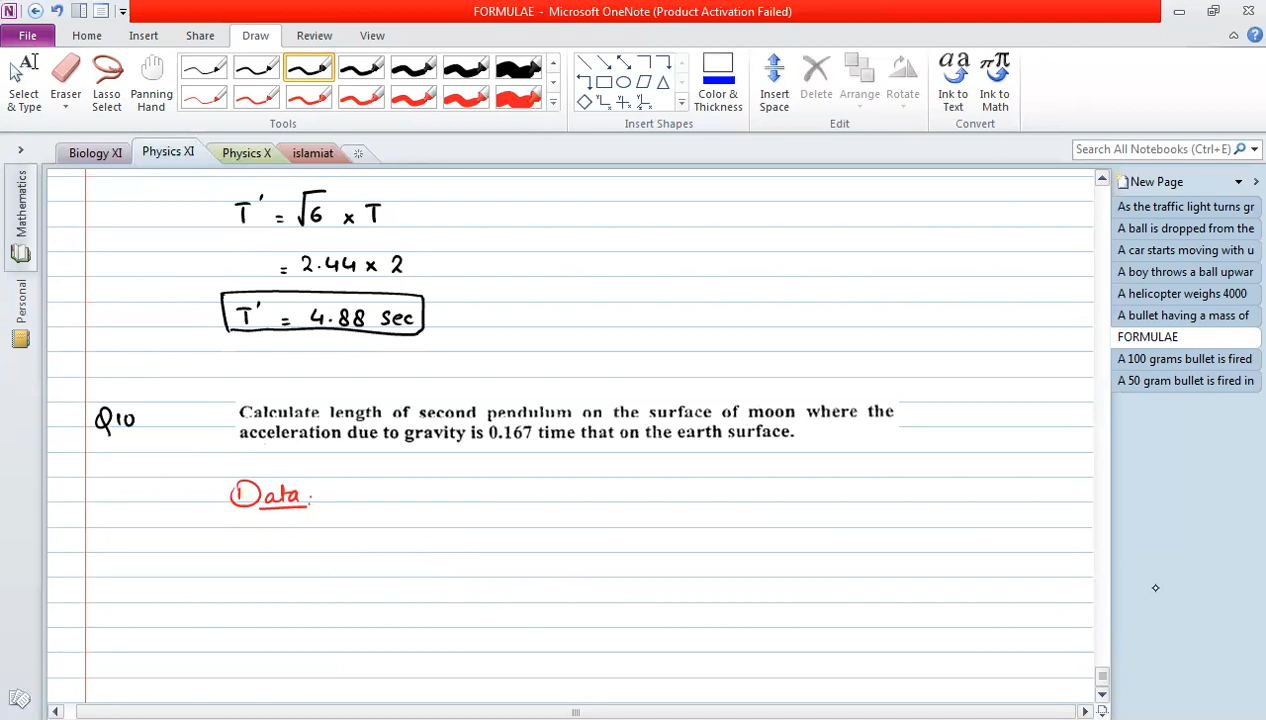 FORMULAE - Microsoft OneNote (Product Activation Failed)
File Home Insert Share Draw Review View
Select & Type
Eraser
Lasso Select
Panning Hand
Color & Thickness
Insert Space
Delete
Arrange
Rotate
Ink to Text
Ink to Math
Tools
Insert Shapes
Edit
Convert
Biology XI Physics XI Physics X islamiat
Search All Notebooks (Ctrl+E)
Mathematics
Personal
New Page
As the traffic light turns gr
A ball is dropped from the
A car starts moving with u
A boy throws a ball upwar
A helicopter weighs 4000
A bullet having a mass of
FORMULAE
A 100 grams bullet is fired
A 50 gram bullet is fired in
T' = √6 × T
= 2.44 × 2
T' = 4.88 sec
Q10
Calculate length of second pendulum on the surface of moon where the
acceleration due to gravity is 0.167 time that on the earth surface.
Data: